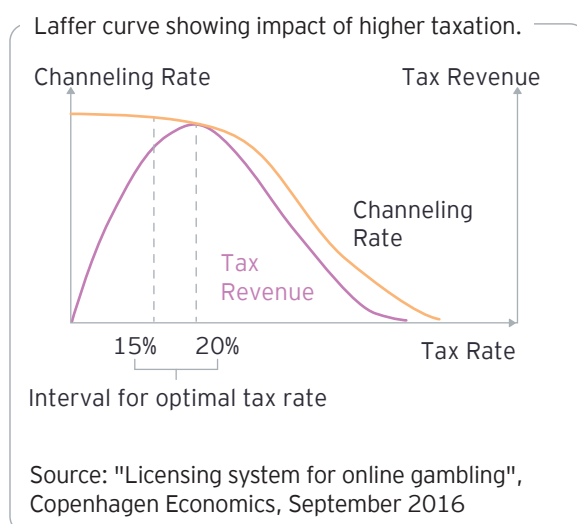 Laffer curve showing impact of higher taxation.
Channeling Rate
Tax Revenue
Channeling
Rate
Tax
Revenue
15%
20%
Tax Rate
Interval for optimal tax rate
Source: "Licensing system for online gambling",
Copenhagen Economics, September 2016